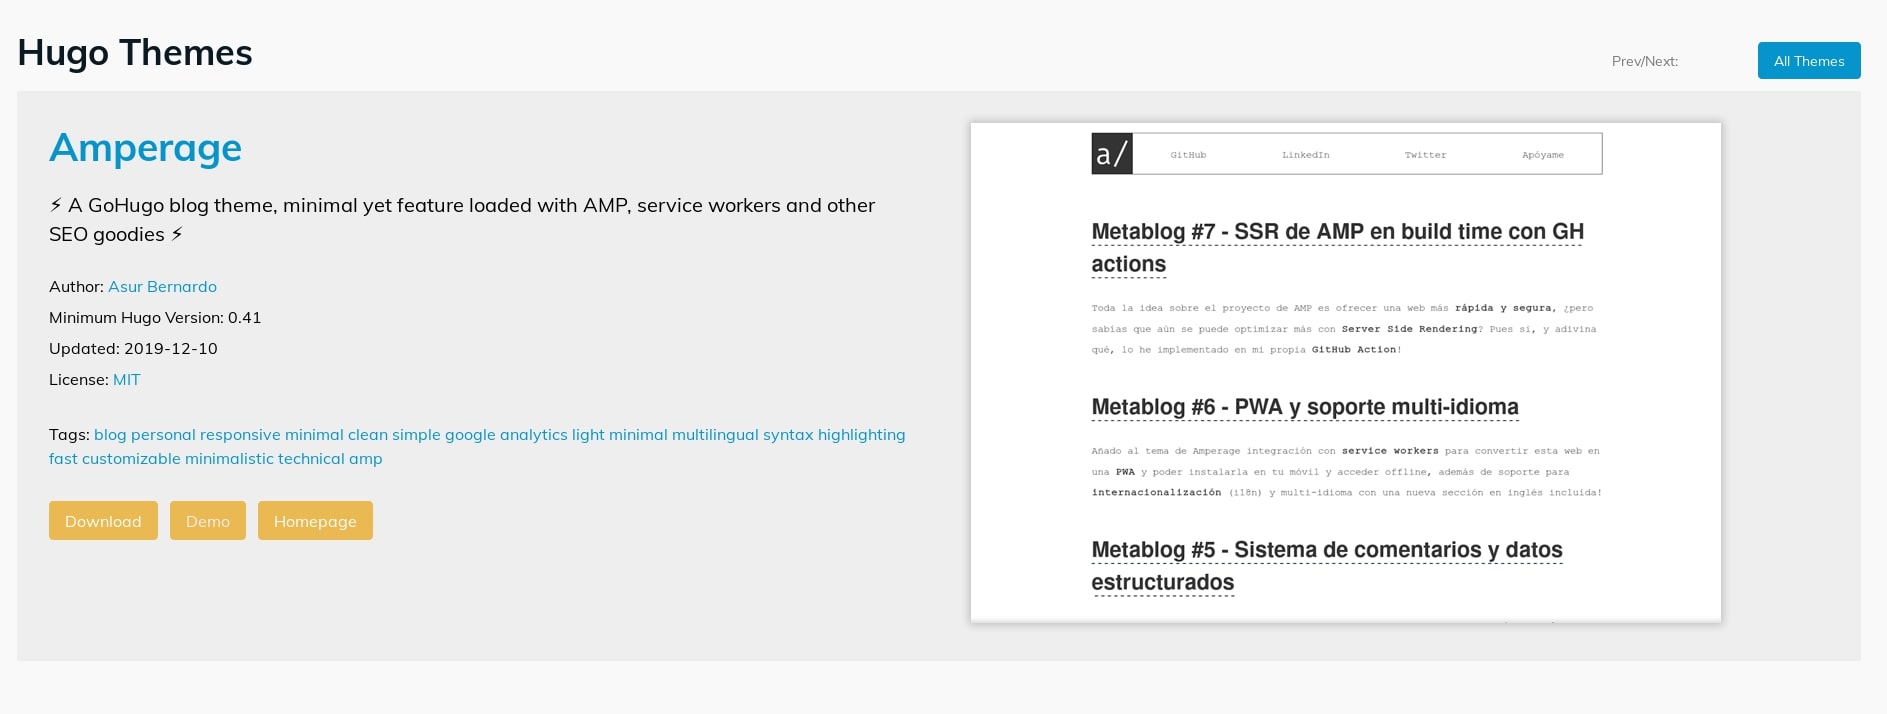 Hugo Themes
Prev/Next:
All Themes
Amperage
⚡ A GoHugo blog theme, minimal yet feature loaded with AMP, service workers and other
SEO goodies ⚡
Author: Asur Bernardo
Minimum Hugo Version: 0.41
Updated: 2019-12-10
License: MIT
Tags: blog personal responsive minimal clean simple google analytics light minimal multilingual syntax highlighting
fast customizable minimalistic technical amp
Download
Demo
Homepage
a/
GitHub
LinkedIn
Twitter
Apóyame
Metablog #7 - SSR de AMP en build time con GH
actions
Toda la idea sobre el proyecto de AMP es ofrecer una web más rápida y segura, ¿pero
sabías que aún se puede optimizar más con Server Side Rendering? Pues sí, y adivina
qué, lo he implementado en mi propia GitHub Action!
Metablog #6 - PWA y soporte multi-idioma
Añado al tema de Amperage integración con service workers para convertir esta web en
una PWA y poder instalarla en tu móvil y acceder offline, además de soporte para
internacionalización (i18n) y multi-idioma con una nueva sección en inglés incluida!
Metablog #5 - Sistema de comentarios y datos
estructurados